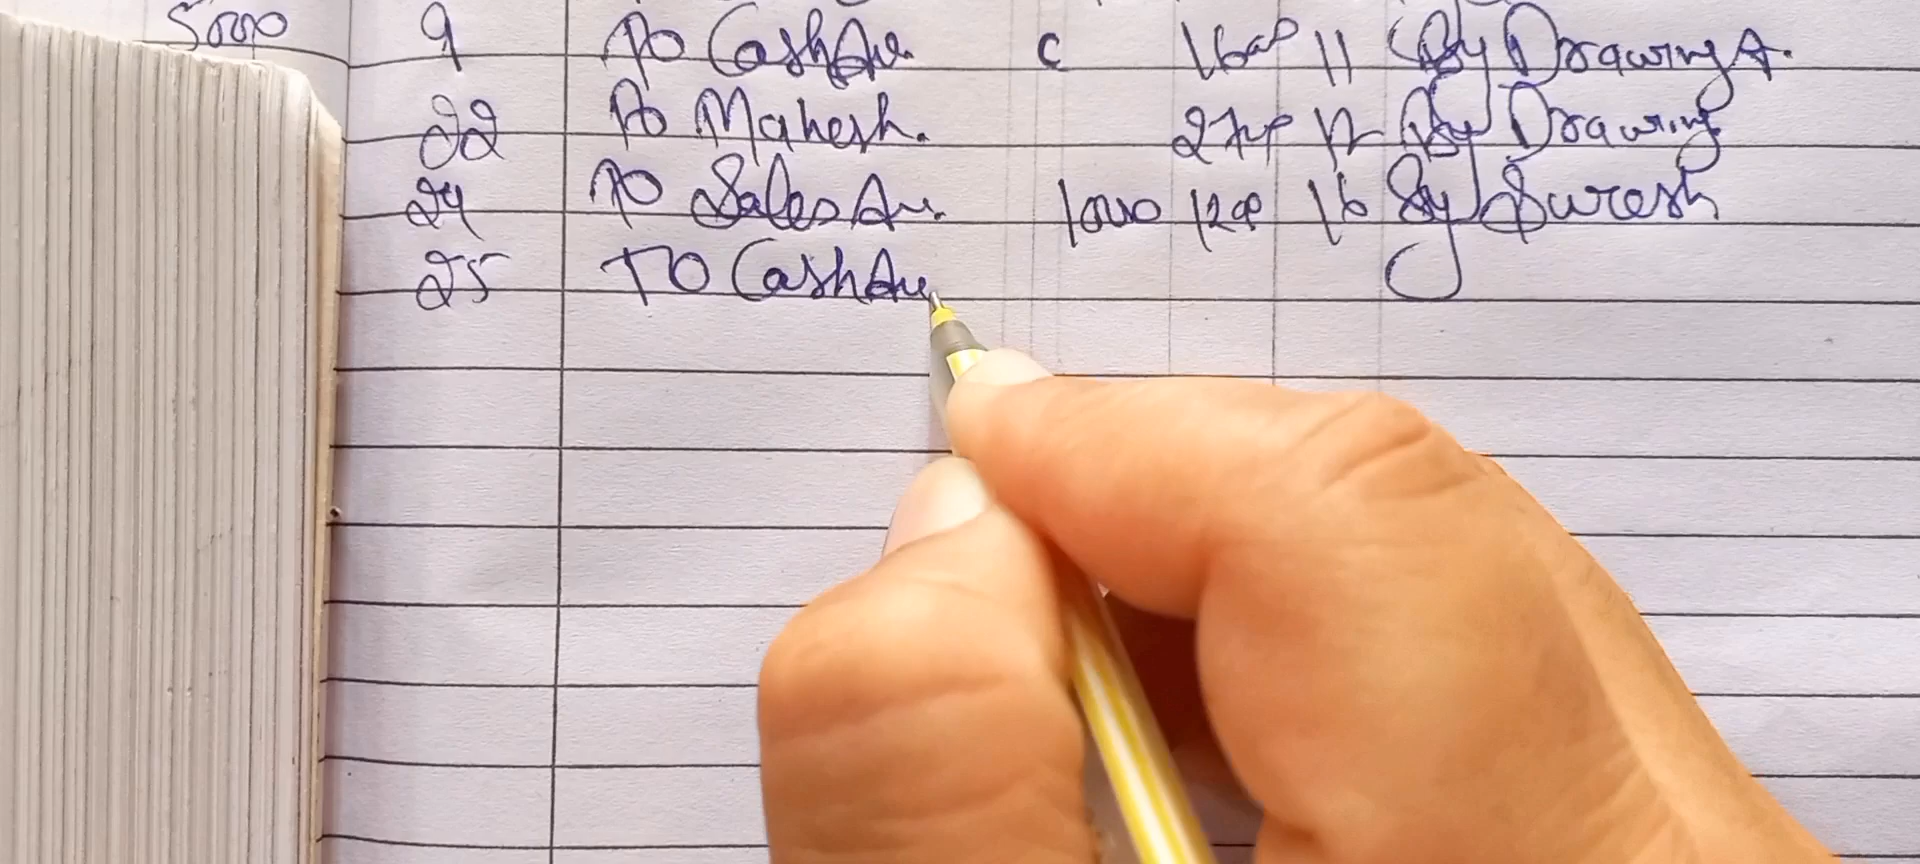 5000 9 To Cash A/c. C 1600 11 By Drawing A.
22 To Mahesh. 2700 12 By Drawing
24 To Sales A/c. 1000 1200 16 By Suresh
25 To Cash A/c